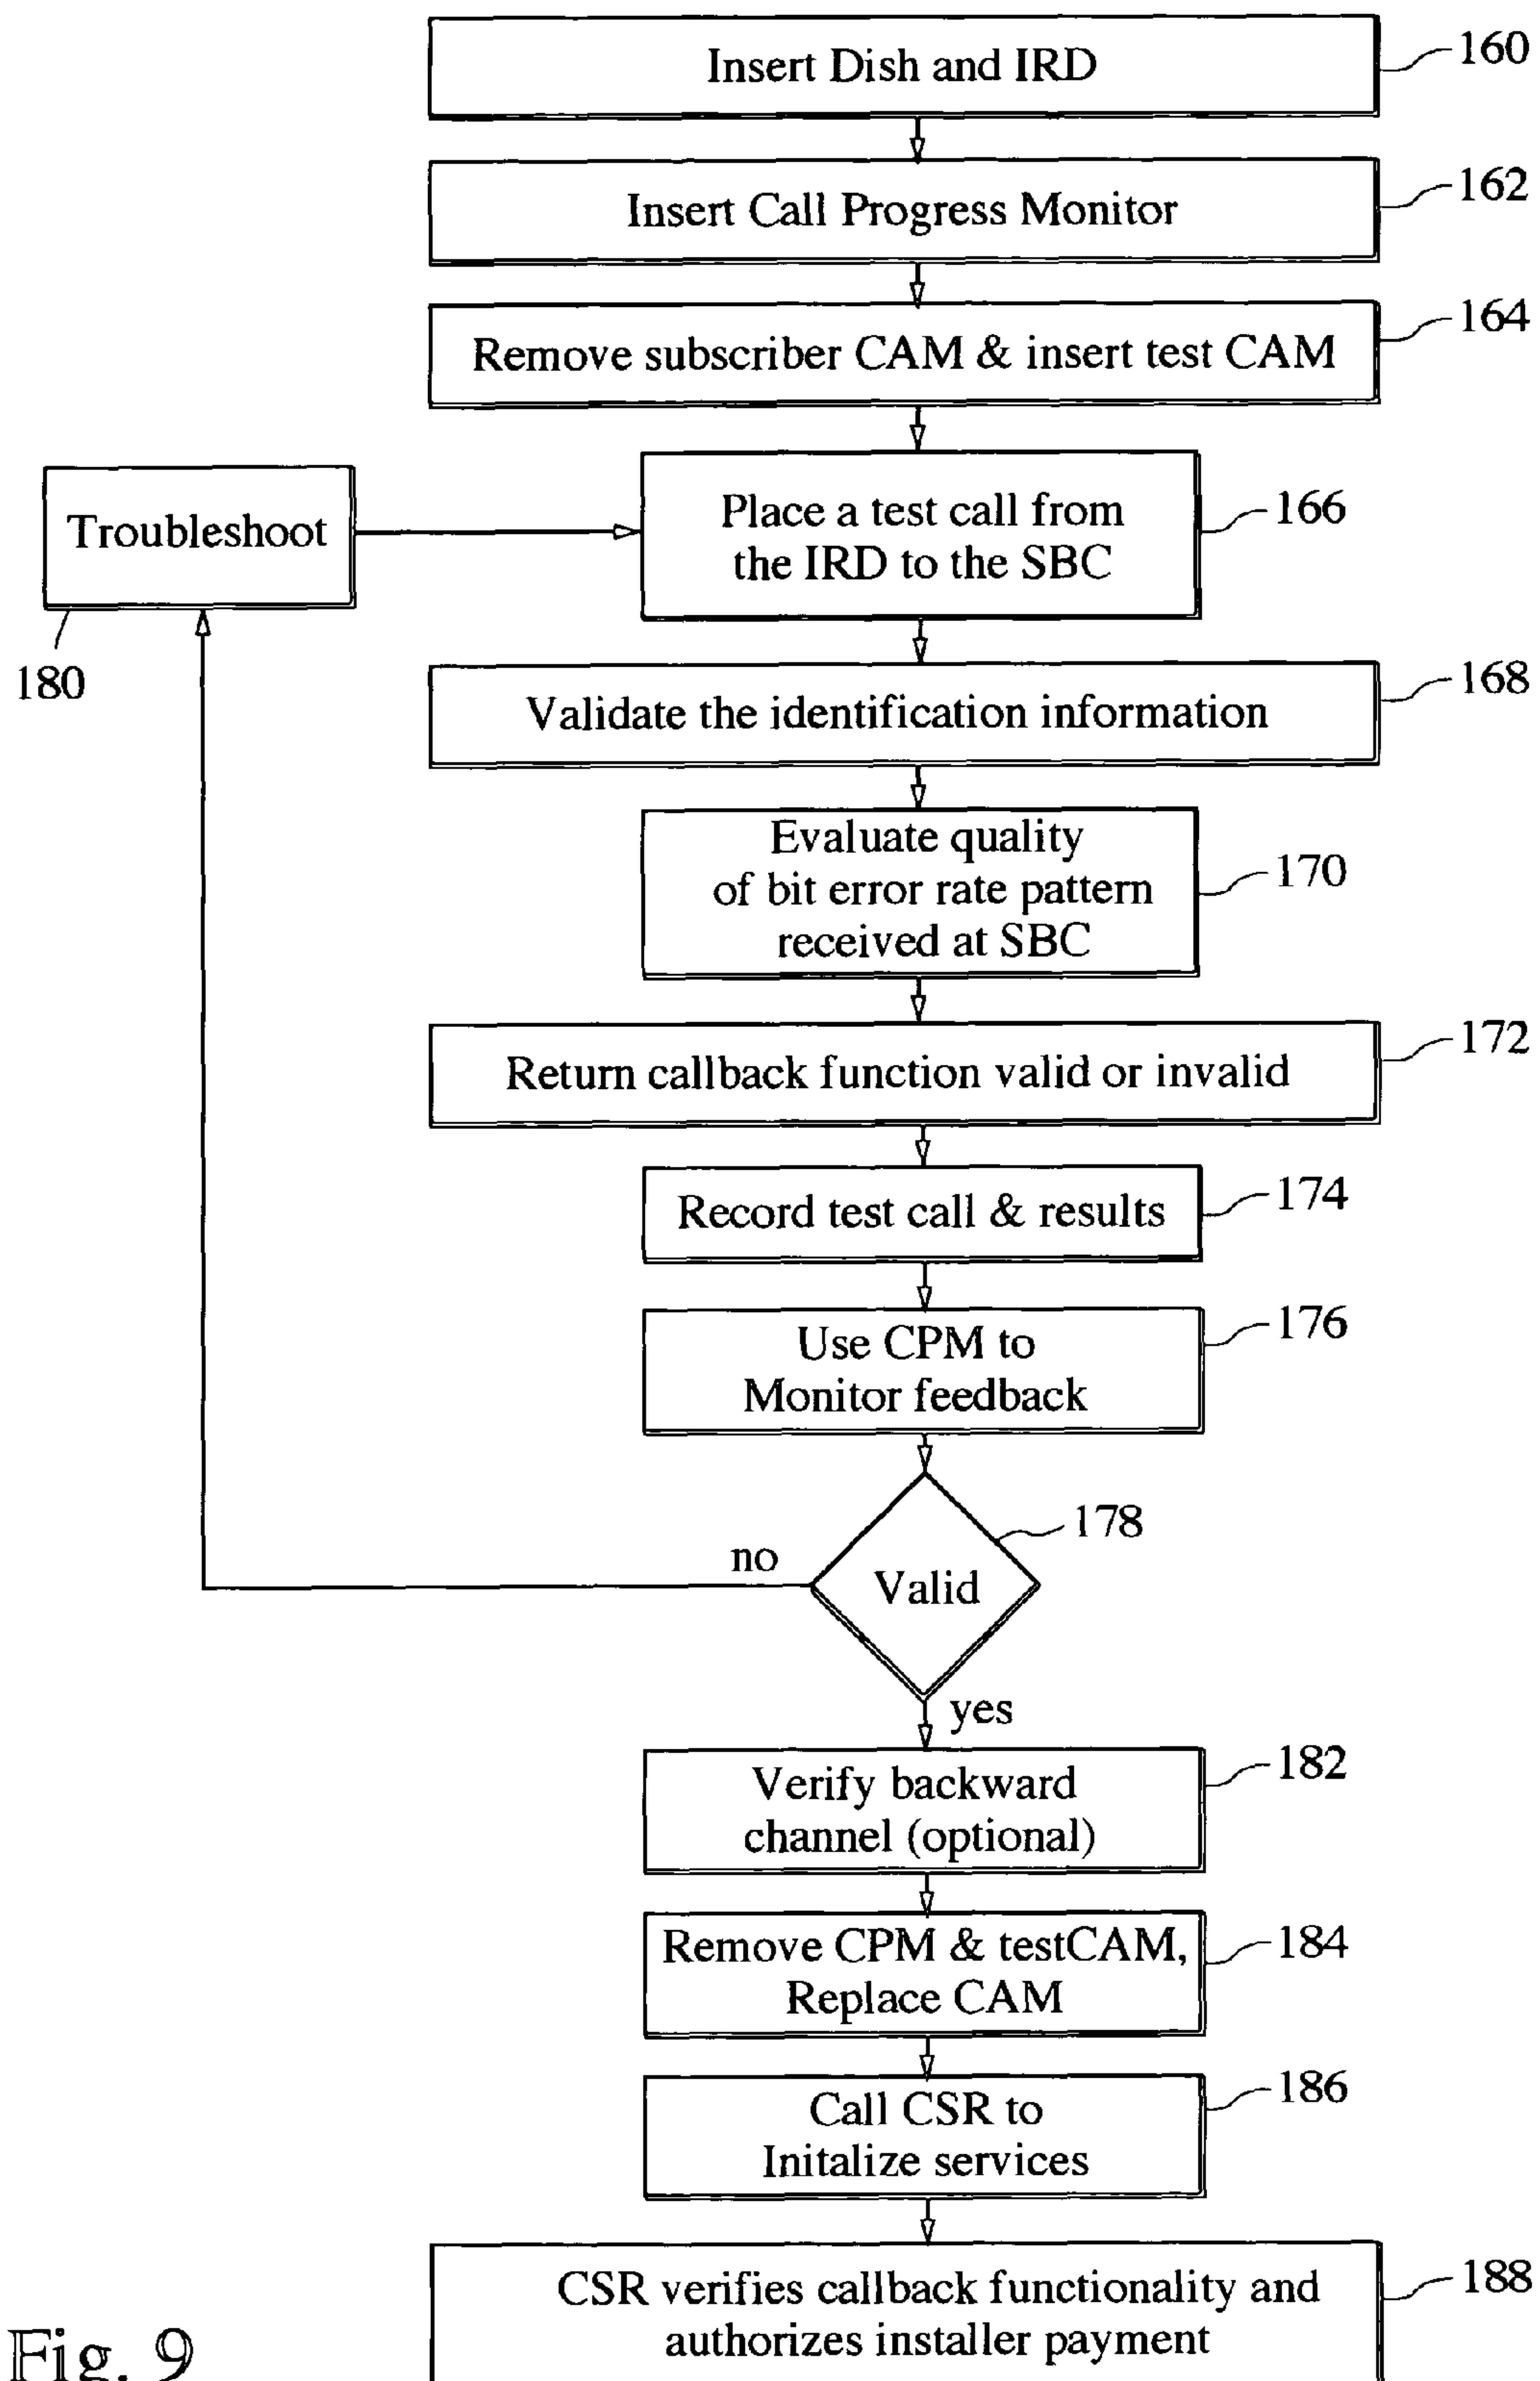 Insert Dish and IRD
160
Insert Call Progress Monitor
162
Remove subscriber CAM & insert test CAM
164
Troubleshoot
180
Place a test call from
the IRD to the SBC
166
Validate the identification information
168
Evaluate quality
of bit error rate pattern
received at SBC
170
Return callback function valid or invalid
172
Record test call & results
174
Use CPM to
Monitor feedback
176
Valid
178
no
yes
Verify backward
channel (optional)
182
Remove CPM & testCAM,
Replace CAM
184
Call CSR to
Initalize services
186
CSR verifies callback functionality and
authorizes installer payment
188
Fig. 9